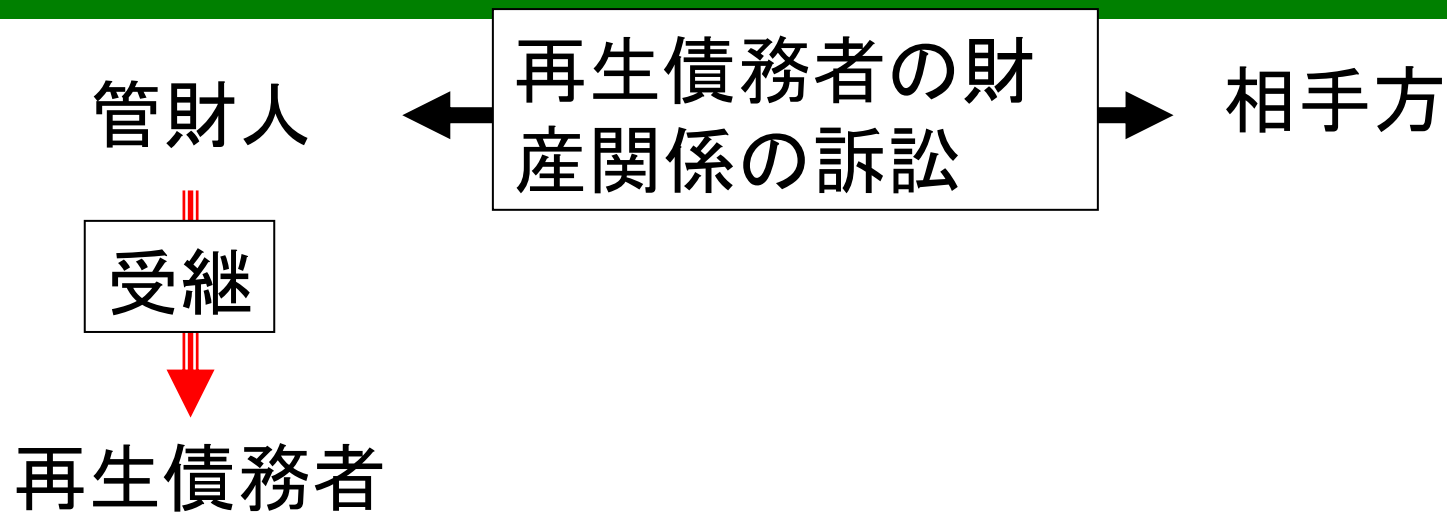 管財人
再生債務者の財
産関係の訴訟
相手方
受継
再生債務者